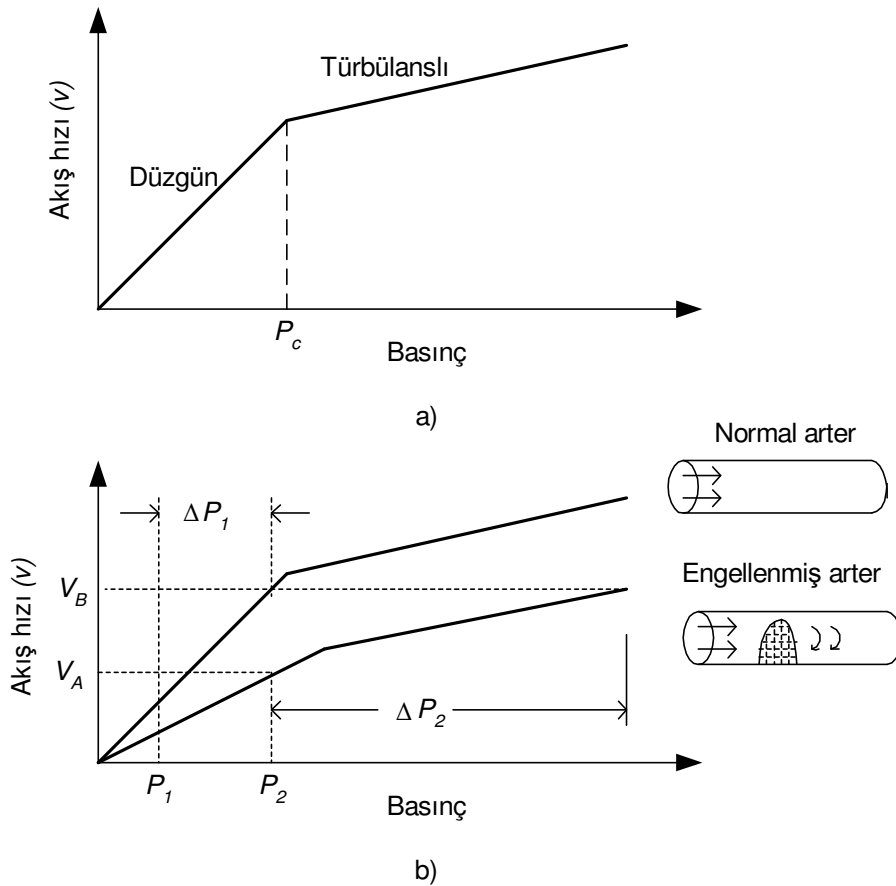 Akış hızı (v)
Türbülanslı
Düzgün
P_c
Basınç
a)
Normal arter
Engellenmiş arter
Akış hızı (v)
ΔP_1
V_B
V_A
ΔP_2
P_1
P_2
Basınç
b)